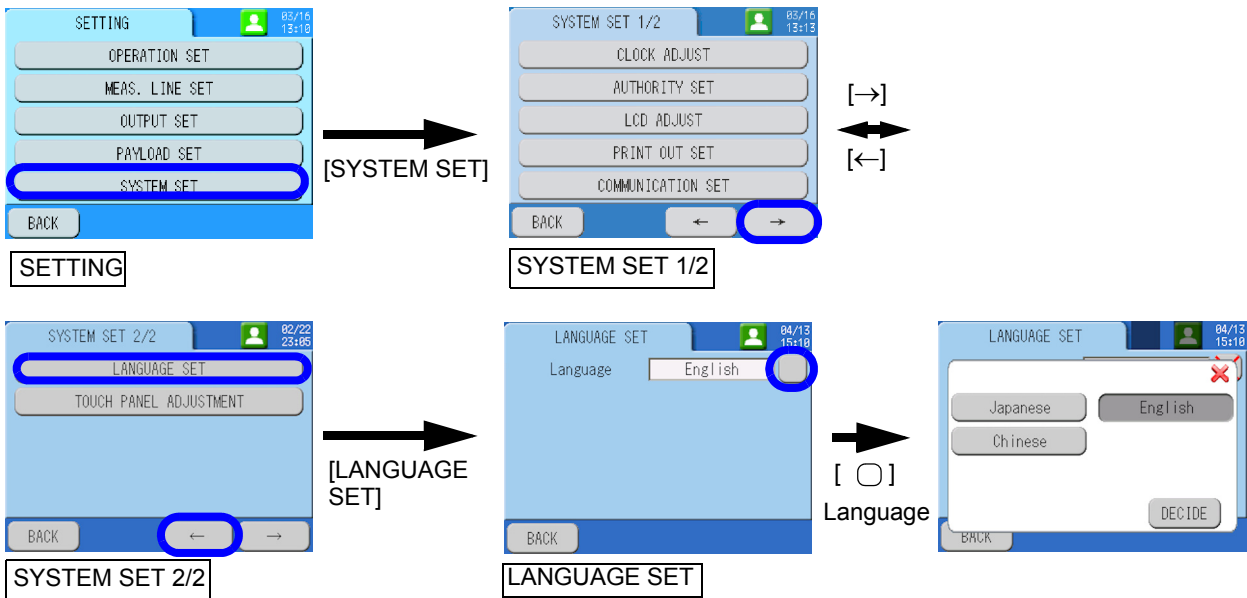 SETTING
03/16
13:10
OPERATION SET
MEAS. LINE SET
OUTPUT SET
PAYLOAD SET
SYSTEM SET
BACK
SETTING
[SYSTEM SET]
SYSTEM SET 1/2
03/16
13:13
CLOCK ADJUST
AUTHORITY SET
LCD ADJUST
PRINT OUT SET
COMMUNICATION SET
BACK ← →
SYSTEM SET 1/2
[→]
[←]
SYSTEM SET 2/2
02/22
23:05
LANGUAGE SET
TOUCH PANEL ADJUSTMENT
BACK ← →
SYSTEM SET 2/2
[LANGUAGE
SET]
LANGUAGE SET
04/13
15:10
Language English
BACK
LANGUAGE SET
[ ]
Language
LANGUAGE SET
04/13
15:10
Japanese English
Chinese
DECIDE
BACK